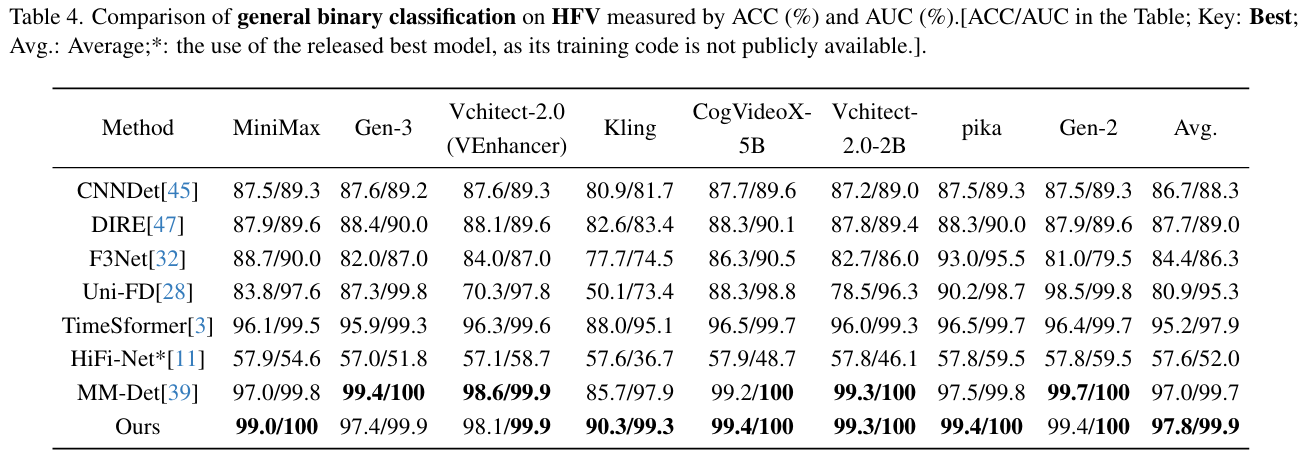 Table 4. Comparison of general binary classification on HFV measured by ACC (%) and AUC (%).[ACC/AUC in the Table; Key: Best;
Avg.: Average;*: the use of the released best model, as its training code is not publicly available.].
Method MiniMax Gen-3 Vchitect-2.0 (VEnhancer) Kling CogVideoX-5B Vchitect-2.0-2B pika Gen-2 Avg.
CNNDet[45] 87.5/89.3 87.6/89.2 87.6/89.3 80.9/81.7 87.7/89.6 87.2/89.0 87.5/89.3 87.5/89.3 86.7/88.3
DIRE[47] 87.9/89.6 88.4/90.0 88.1/89.6 82.6/83.4 88.3/90.1 87.8/89.4 88.3/90.0 87.9/89.6 87.7/89.0
F3Net[32] 88.7/90.0 82.0/87.0 84.0/87.0 77.7/74.5 86.3/90.5 82.7/86.0 93.0/95.5 81.0/79.5 84.4/86.3
Uni-FD[28] 83.8/97.6 87.3/99.8 70.3/97.8 50.1/73.4 88.3/98.8 78.5/96.3 90.2/98.7 98.5/99.8 80.9/95.3
TimeSformer[3] 96.1/99.5 95.9/99.3 96.3/99.6 88.0/95.1 96.5/99.7 96.0/99.3 96.5/99.7 96.4/99.7 95.2/97.9
HiFi-Net*[11] 57.9/54.6 57.0/51.8 57.1/58.7 57.6/36.7 57.9/48.7 57.8/46.1 57.8/59.5 57.8/59.5 57.6/52.0
MM-Det[39] 97.0/99.8 99.4/100 98.6/99.9 85.7/97.9 99.2/100 99.3/100 97.5/99.8 99.7/100 97.0/99.7
Ours 99.0/100 97.4/99.9 98.1/99.9 90.3/99.3 99.4/100 99.3/100 99.4/100 99.4/100 97.8/99.9